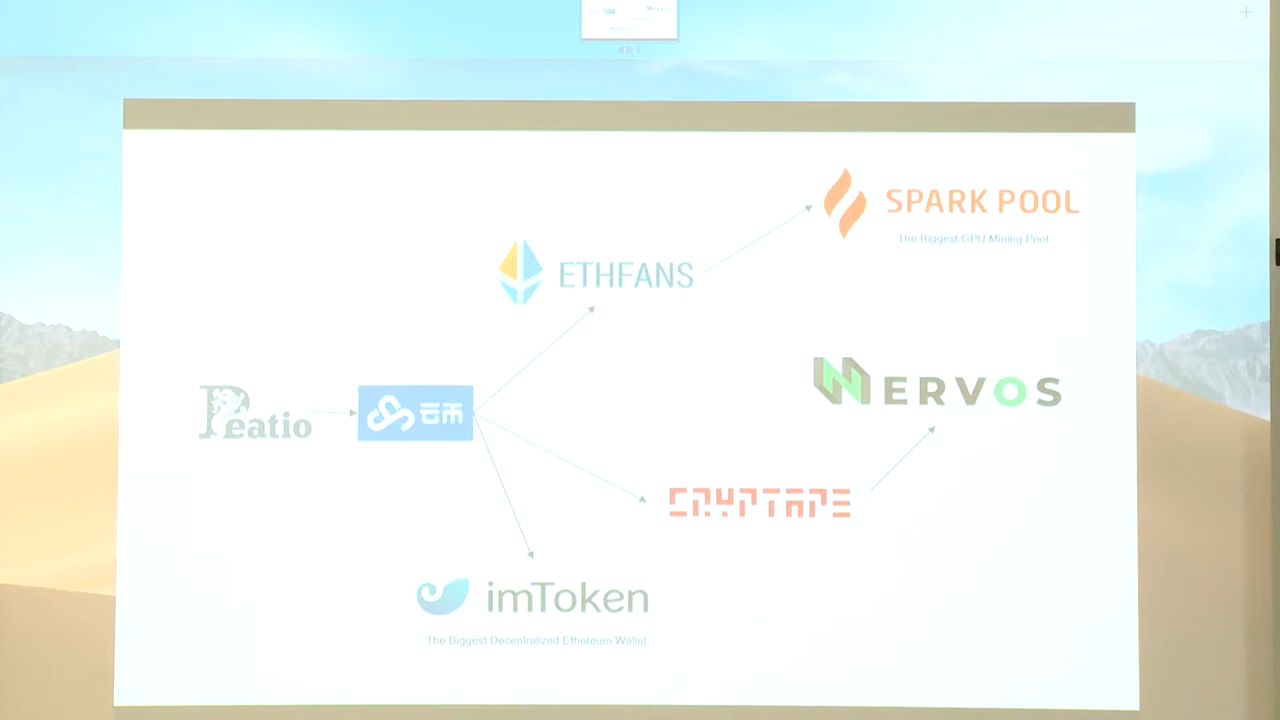 SPARK POOL
The Biggest GPU Mining Pool
ETHFANS
NERVOS
Peatio
云币
CRYPTAPE
imToken
The Biggest Decentralized Ethereum Wallet